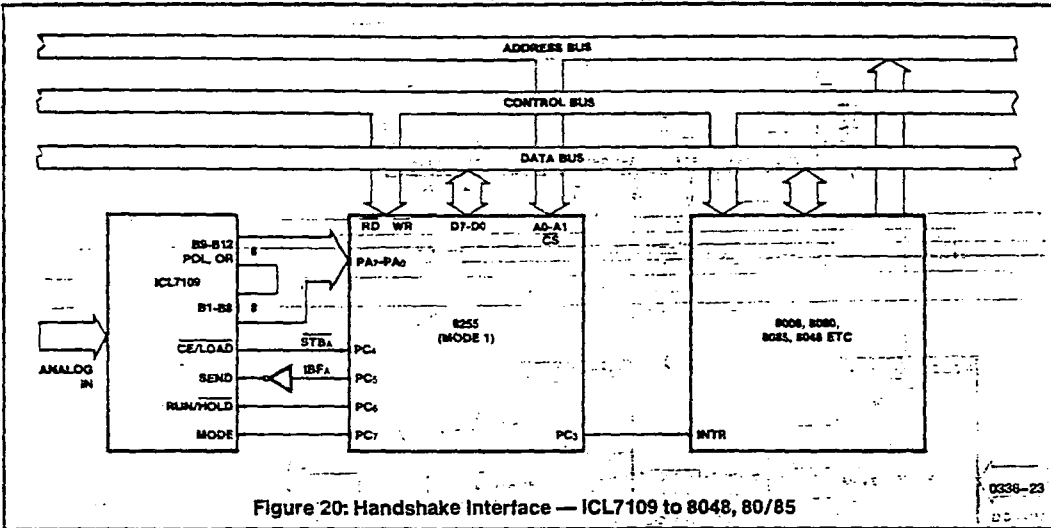 ADDRESS BUS
CONTROL BUS
DATA BUS
B9-B12
POL, OR
6
ICL7109
B1-B8
8
CE/LOAD
SEND
RUN/HOLD
MODE
ANALOG
IN
STBA
IBFA
RD WR D7-D0 A0-A1
CS
PA7-PA0
8255
(MODE 1)
PC4
PC5
PC6
PC7
PC3
8008, 8080,
8085, 8048 ETC
INTR
0336-23
Figure 20: Handshake Interface — ICL7109 to 8048, 80/85